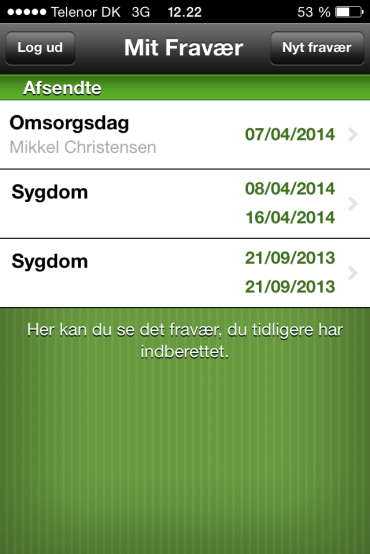 Telenor DK 3G 12.22 53 %
Log ud Mit Fravær Nyt fravær
Afsendte
Omsorgsdag 07/04/2014
Mikkel Christensen
Sygdom 08/04/2014
16/04/2014
Sygdom 21/09/2013
21/09/2013
Her kan du se det fravær, du tidligere har
indberettet.